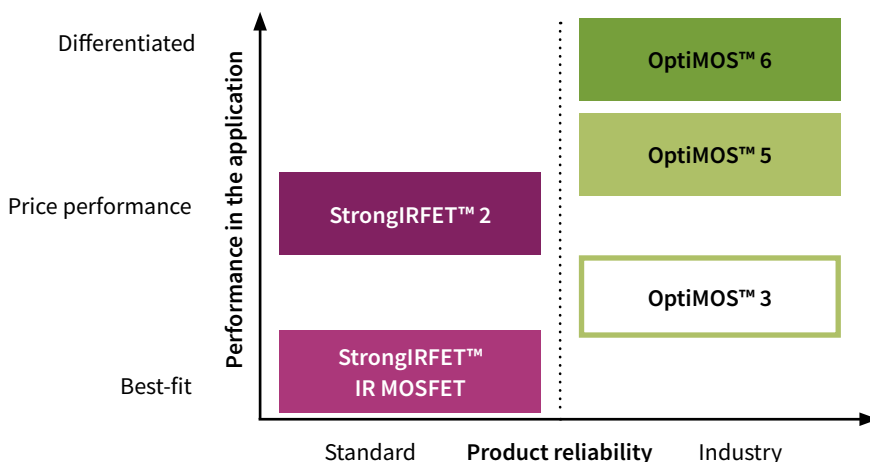 Differentiated
OptiMOS™ 6
OptiMOS™ 5
Price performance
StrongIRFET™ 2
Performance in the application
OptiMOS™ 3
StrongIRFET™
IR MOSFET
Best-fit
Standard
Product reliability
Industry